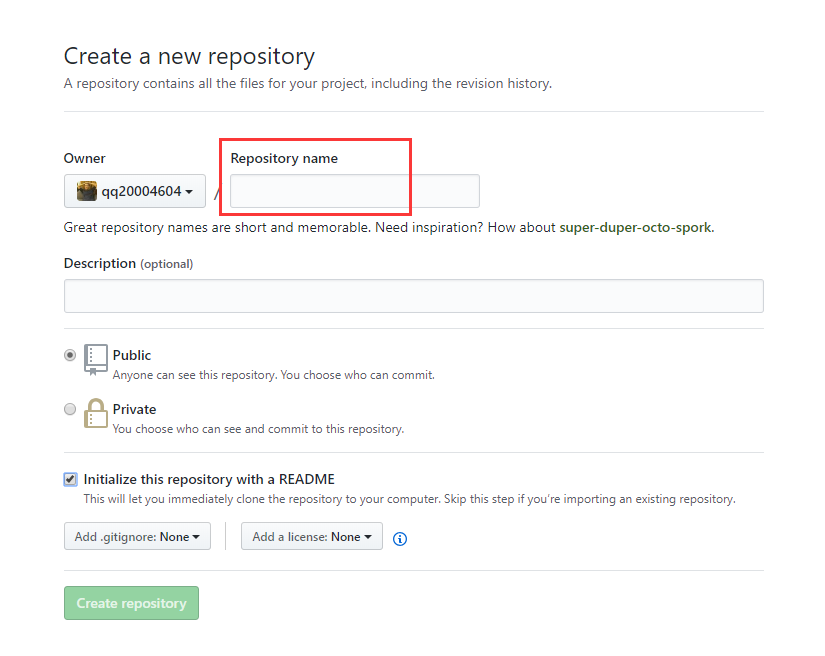 Create a new repository
A repository contains all the files for your project, including the revision history.
Owner
Repository name
qq20004604
/
Great repository names are short and memorable. Need inspiration? How about super-duper-octo-spork.
Description (optional)
Public
Anyone can see this repository. You choose who can commit.
Private
You choose who can see and commit to this repository.
Initialize this repository with a README
This will let you immediately clone the repository to your computer. Skip this step if you're importing an existing repository.
Add .gitignore: None
Add a license: None
Create repository